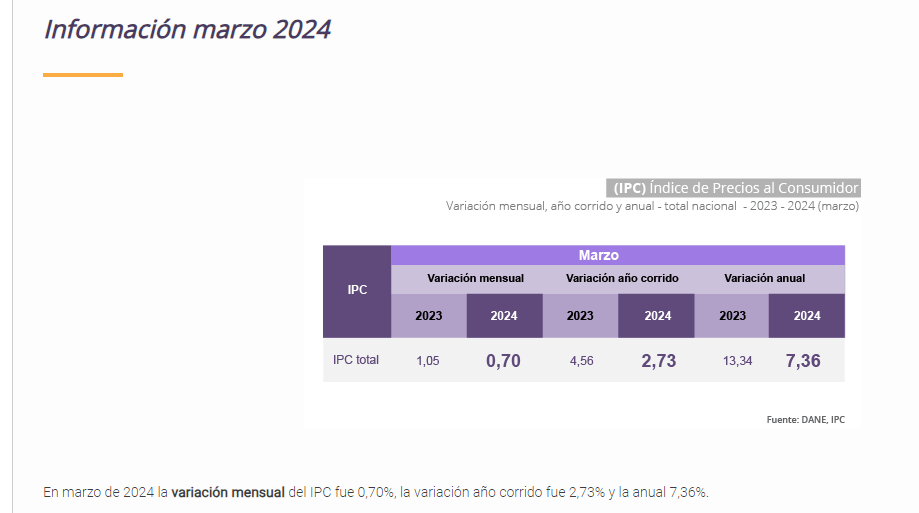 Información marzo 2024
(IPC) Índice de Precios al Consumidor
Variación mensual, año corrido y anual - total nacional - 2023 - 2024 (marzo)
IPC
Marzo
Variación mensual Variación año corrido Variación anual
2023 2024 2023 2024 2023 2024
IPC total 1,05 0,70 4,56 2,73 13,34 7,36
Fuente: DANE, IPC
En marzo de 2024 la variación mensual del IPC fue 0,70%, la variación año corrido fue 2,73% y la anual 7,36%.